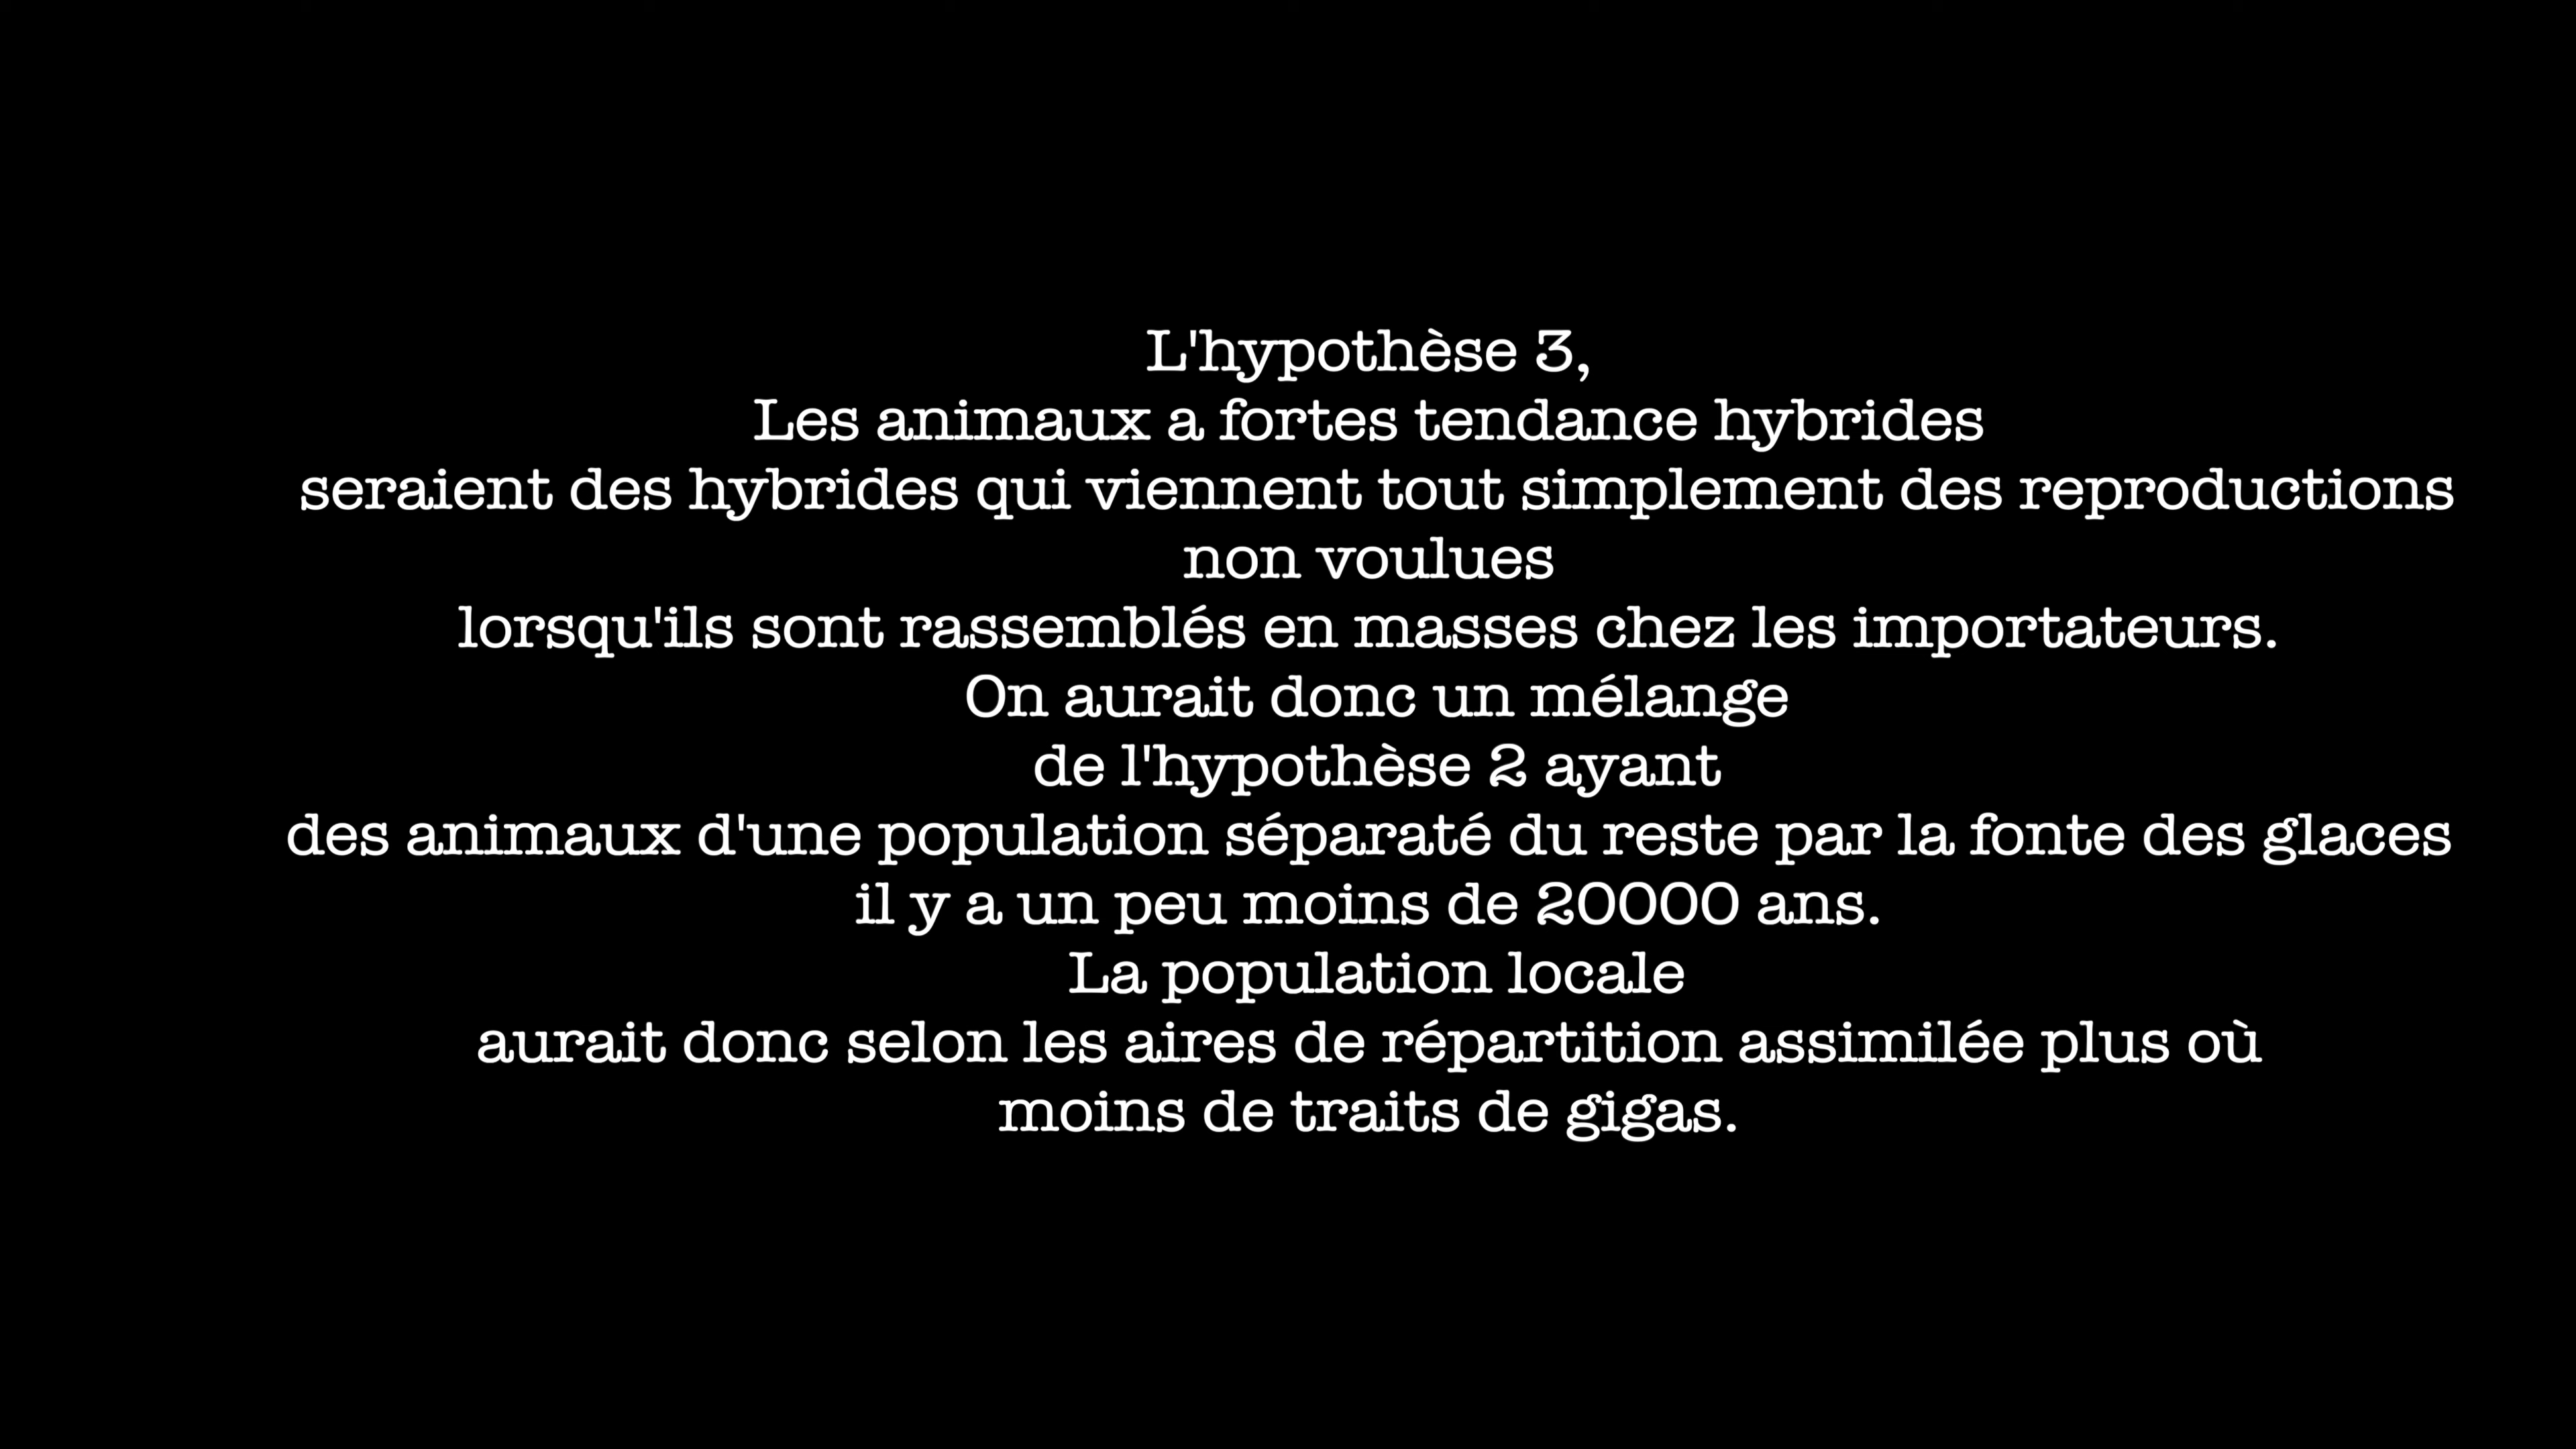 L'hypothèse 3,
Les animaux a fortes tendance hybrides
seraient des hybrides qui viennent tout simplement des reproductions
non voulues
lorsqu'ils sont rassemblés en masses chez les importateurs.
On aurait donc un mélange
de l'hypothèse 2 ayant
des animaux d'une population séparaté du reste par la fonte des glaces
il y a un peu moins de 20000 ans.
La population locale
aurait donc selon les aires de répartition assimilée plus où
moins de traits de gigas.